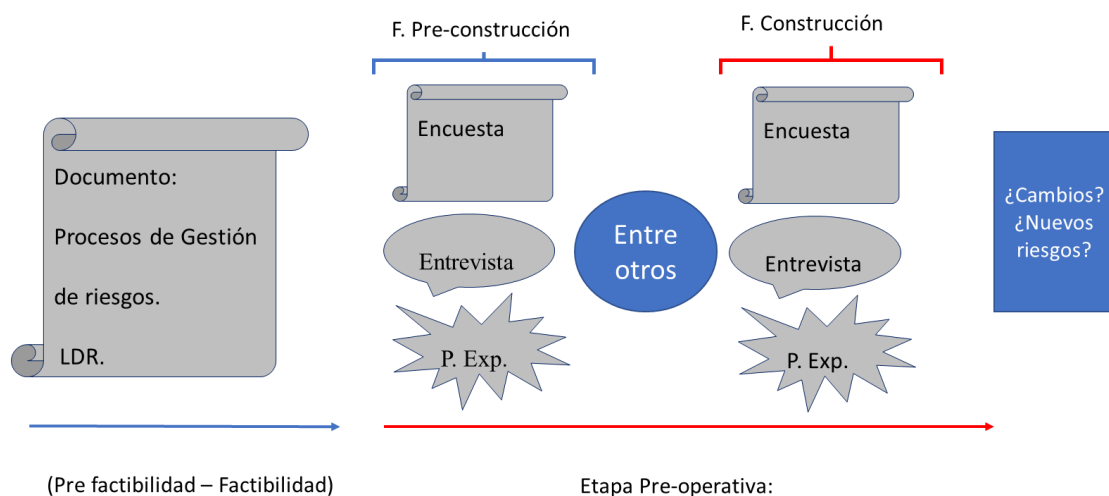 F. Pre-construcción
F. Construcción
Documento:
Procesos de Gestión
de riesgos.
LDR.
Encuesta
Entrevista
P. Exp.
Entre
otros
Encuesta
Entrevista
P. Exp.
¿Cambios?
¿Nuevos
riesgos?
(Pre factibilidad – Factibilidad)
Etapa Pre-operativa: